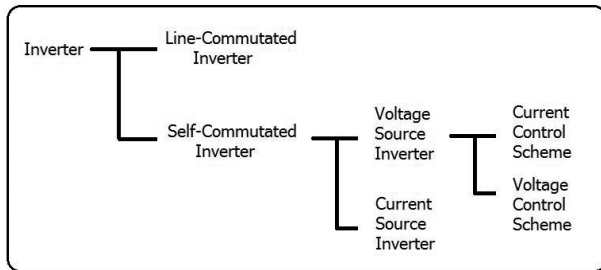 Inverter
Line-Commutated
Inverter
Self-Commutated
Inverter
Voltage
Source
Inverter
Current
Source
Inverter
Current
Control
Scheme
Voltage
Control
Scheme